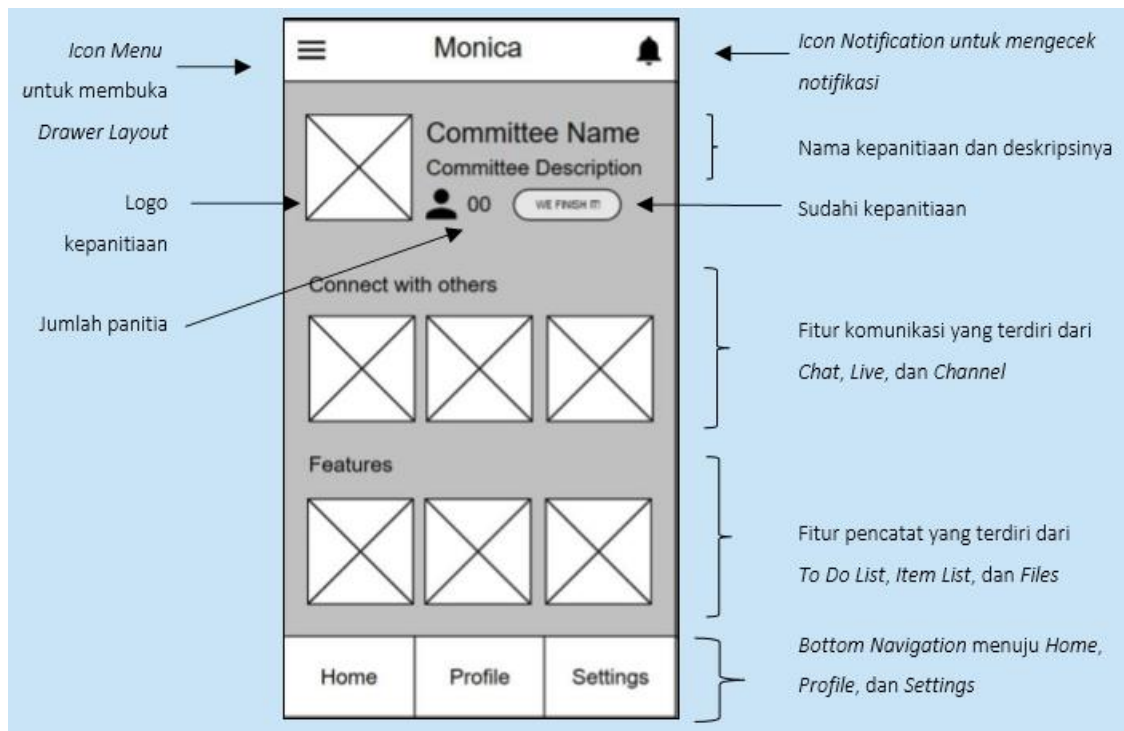 Icon Menu
untuk membuka
Drawer Layout
Logo
kepanitiaan
Jumlah panitia
Monica
Committee Name
Committee Description
00
WE FINISH IT!
Connect with others
Features
Home
Profile
Settings
Icon Notification untuk mengecek
notifikasi
Nama kepanitiaan dan deskripsinya
Sudahi kepanitiaan
Fitur komunikasi yang terdiri dari
Chat, Live, dan Channel
Fitur pencatat yang terdiri dari
To Do List, Item List, dan Files
Bottom Navigation menuju Home,
Profile, dan Settings